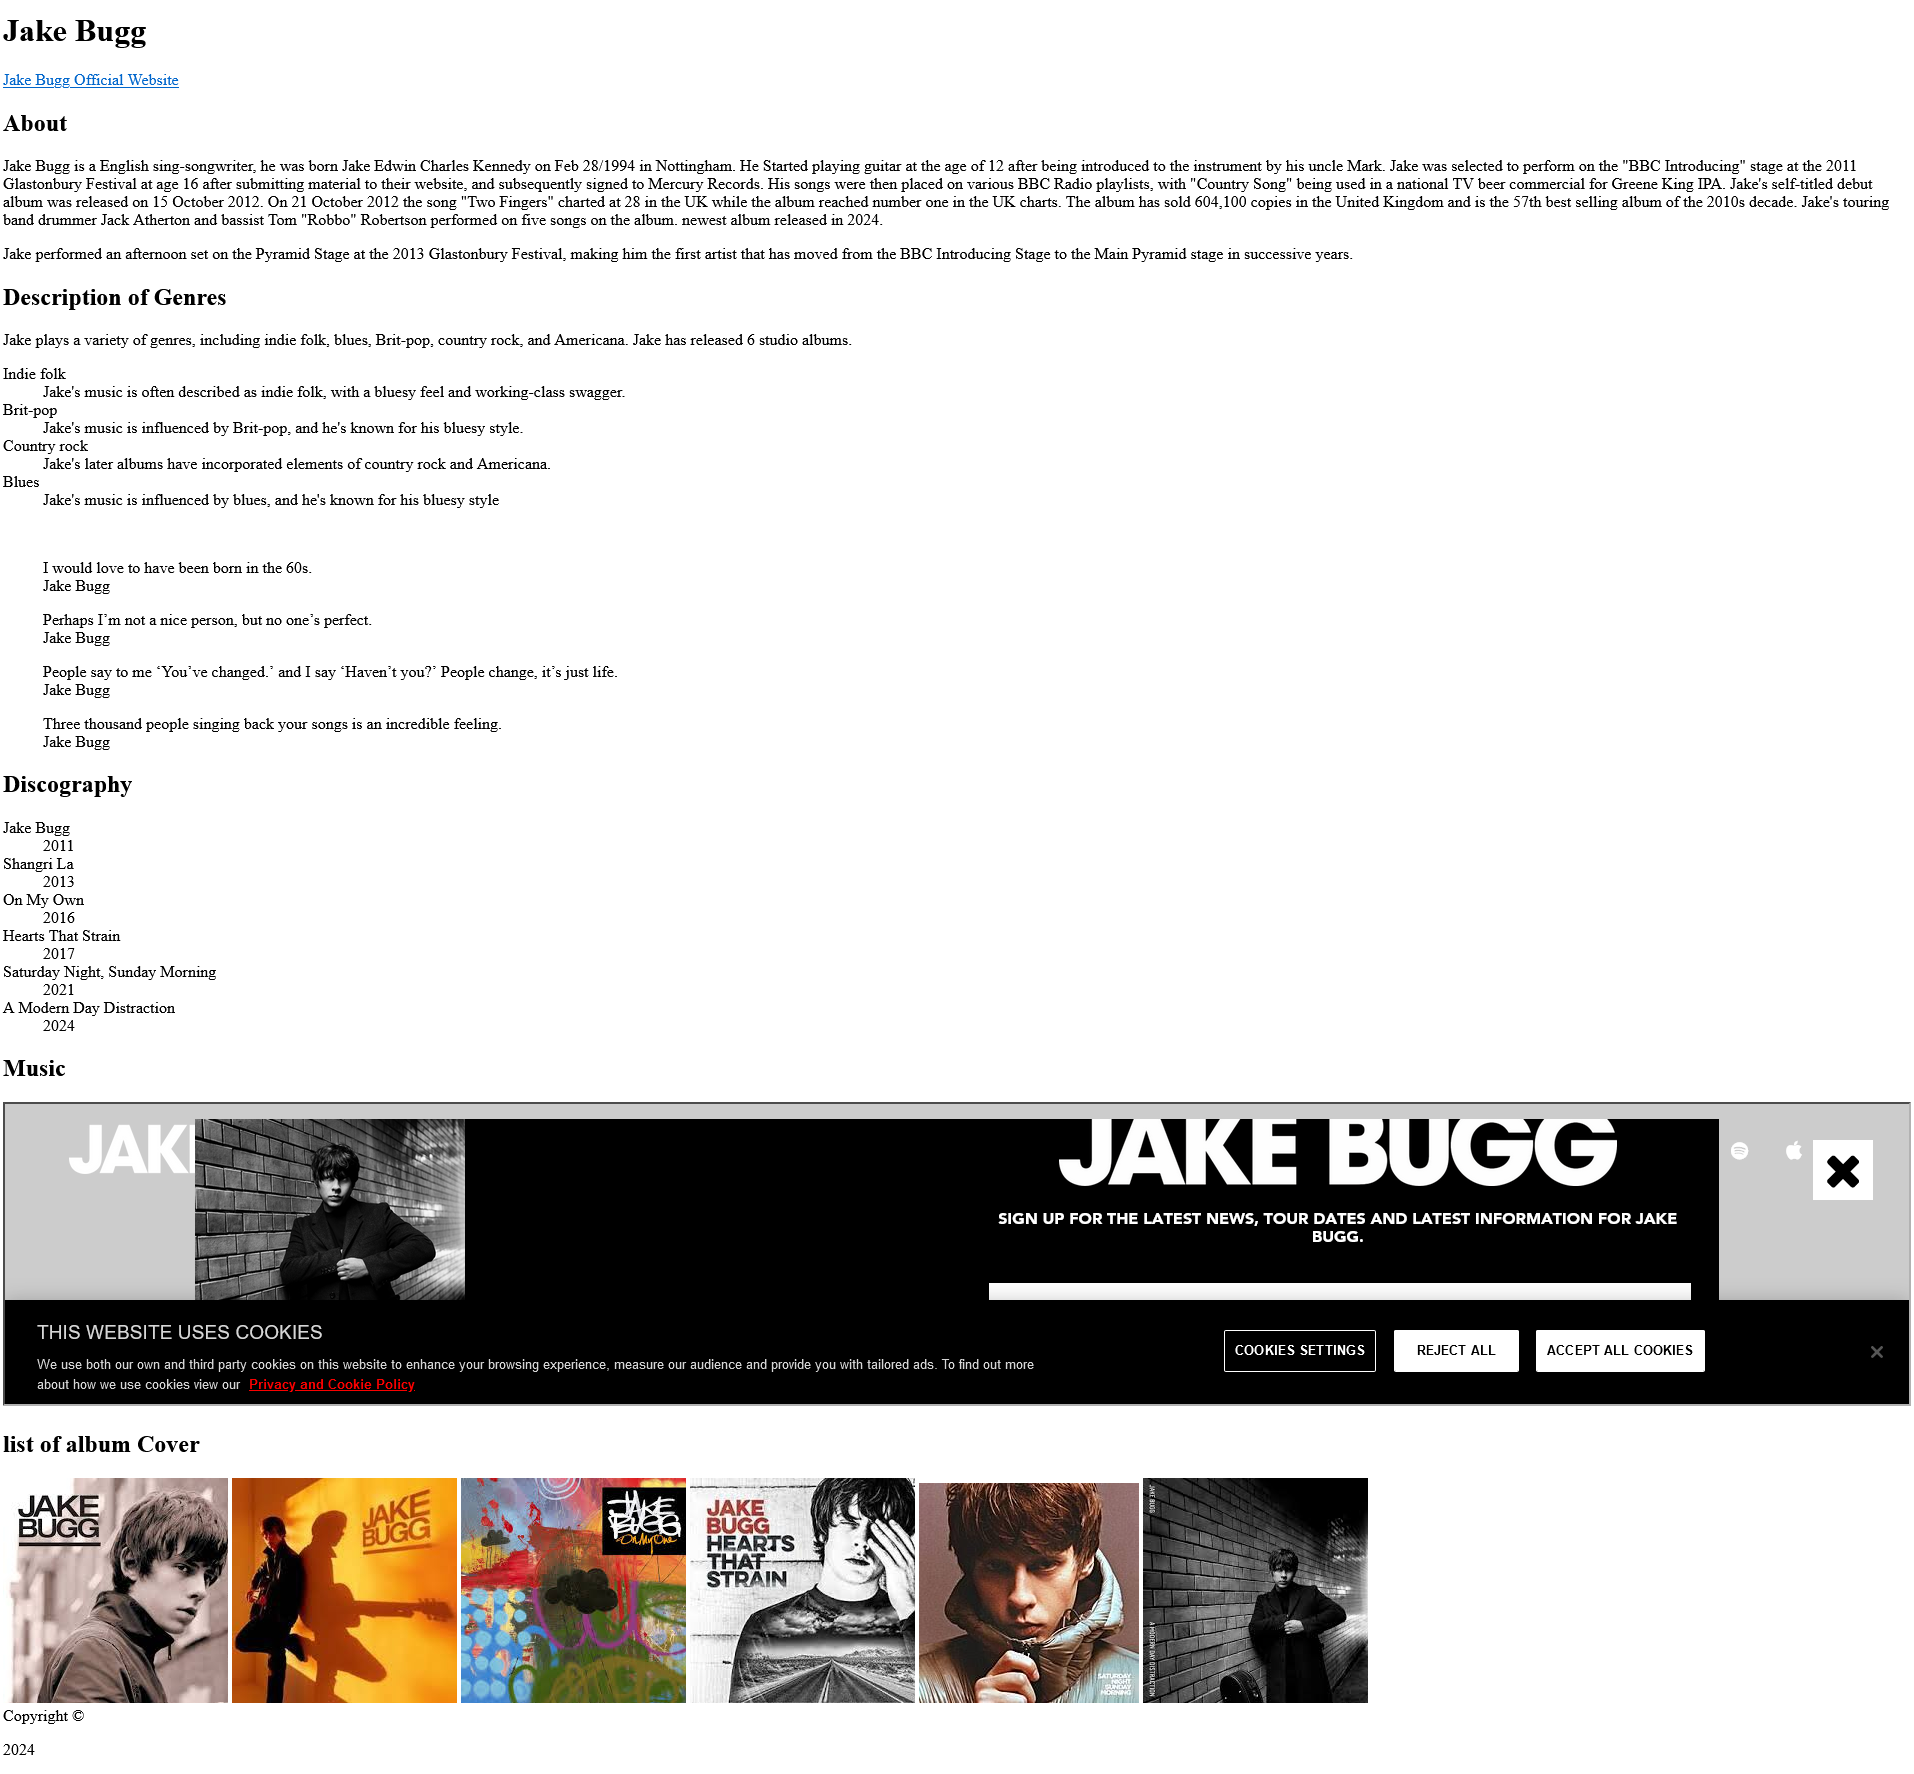 Jake Bugg
Jake Bugg Official Website
About
Jake Bugg is a English sing-songwriter, he was born Jake Edwin Charles Kennedy on Feb 28/1994 in Nottingham. He Started playing guitar at the age of 12 after being introduced to the instrument by his uncle Mark. Jake was selected to perform on the "BBC Introducing" stage at the 2011
Glastonbury Festival at age 16 after submitting material to their website, and subsequently signed to Mercury Records. His songs were then placed on various BBC Radio playlists, with "Country Song" being used in a national TV beer commercial for Greene King IPA. Jake's self-titled debut
album was released on 15 October 2012. On 21 October 2012 the song "Two Fingers" charted at 28 in the UK while the album reached number one in the UK charts. The album has sold 604,100 copies in the United Kingdom and is the 57th best selling album of the 2010s decade. Jake's touring
band drummer Jack Atherton and bassist Tom "Robbo" Robertson performed on five songs on the album. newest album released in 2024.
Jake performed an afternoon set on the Pyramid Stage at the 2013 Glastonbury Festival, making him the first artist that has moved from the BBC Introducing Stage to the Main Pyramid stage in successive years.
Description of Genres
Jake plays a variety of genres, including indie folk, blues, Brit-pop, country rock, and Americana. Jake has released 6 studio albums.
Indie folk
Jake's music is often described as indie folk, with a bluesy feel and working-class swagger.
Brit-pop
Jake's music is influenced by Brit-pop, and he's known for his bluesy style.
Country rock
Jake's later albums have incorporated elements of country rock and Americana.
Blues
Jake's music is influenced by blues, and he's known for his bluesy style
I would love to have been born in the 60s.
Jake Bugg
Perhaps I’m not a nice person, but no one’s perfect.
Jake Bugg
People say to me ‘You’ve changed.’ and I say ‘Haven’t you?’ People change, it’s just life.
Jake Bugg
Three thousand people singing back your songs is an incredible feeling.
Jake Bugg
Discography
Jake Bugg
2011
Shangri La
2013
On My Own
2016
Hearts That Strain
2017
Saturday Night, Sunday Morning
2021
A Modern Day Distraction
2024
Music
JAK
JAKE BUGG
SIGN UP FOR THE LATEST NEWS, TOUR DATES AND LATEST INFORMATION FOR JAKE
BUGG.
THIS WEBSITE USES COOKIES
We use both our own and third party cookies on this website to enhance your browsing experience, measure our audience and provide you with tailored ads. To find out more
about how we use cookies view our Privacy and Cookie Policy
COOKIES SETTINGS
REJECT ALL
ACCEPT ALL COOKIES
list of album Cover
JAKE
BUGG
JAKE
BUGG
JAKE
BUGG
On My One
JAKE
BUGG
HEARTS
THAT
STRAIN
SATURDAY
NIGHT
SUNDAY
MORNING
JAKE BUGG
A MODERN DAY DISTRACTION
Copyright ©
2024